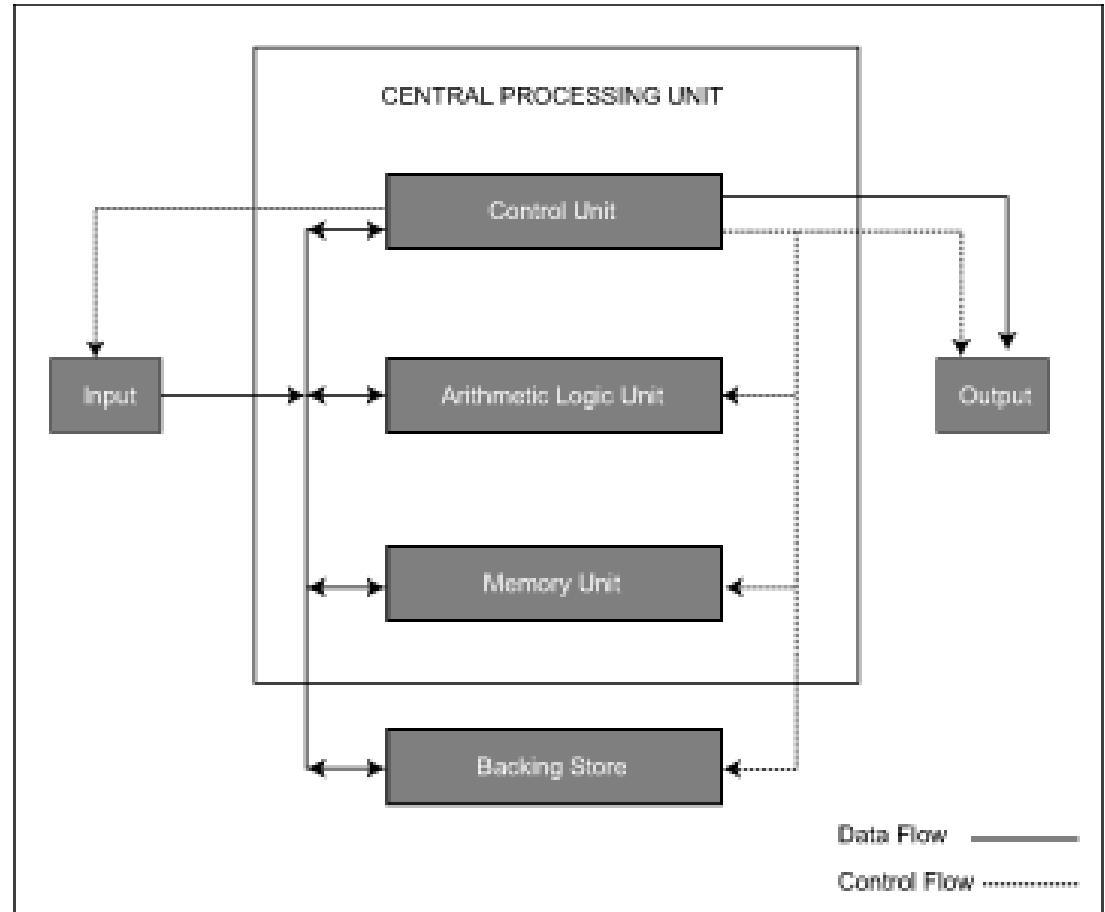 CENTRAL PROCESSING UNIT
Control Unit
Input
Arithmetic Logic Unit
Output
Memory Unit
Backing Store
Data Flow
Control Flow